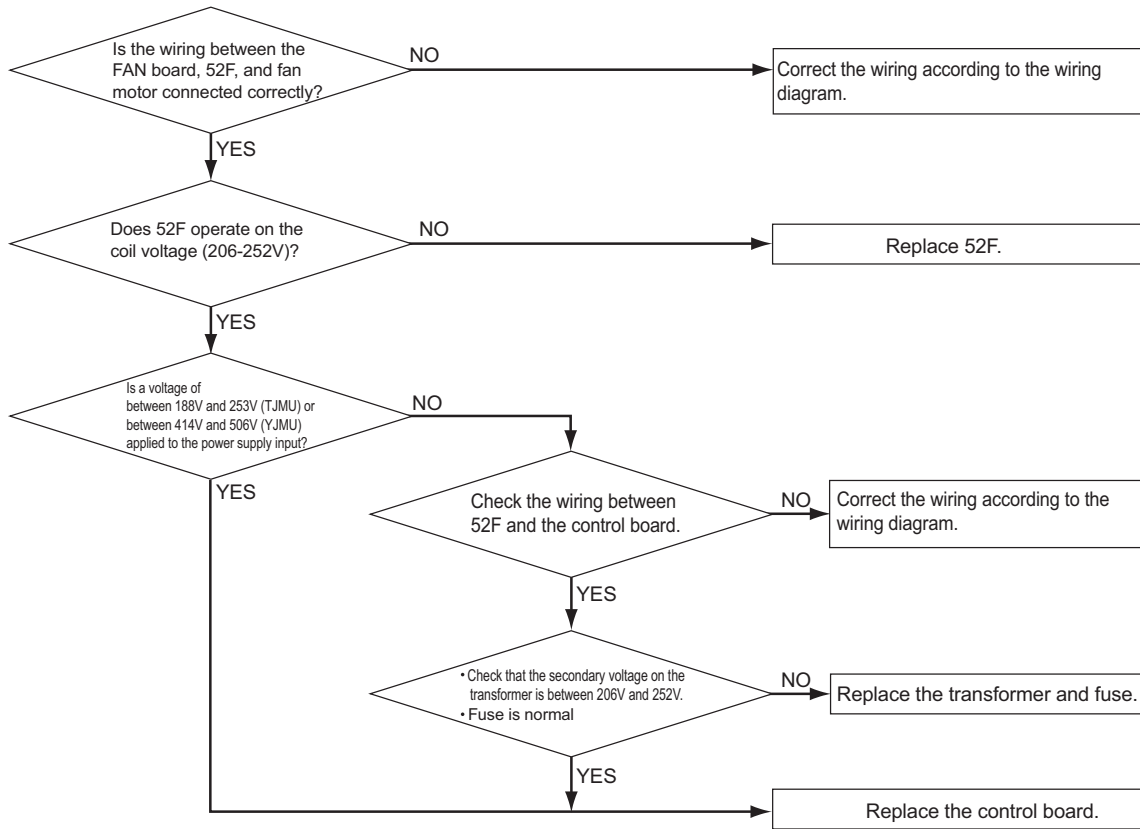 Is the wiring between the
FAN board, 52F, and fan
motor connected correctly?
NO
Correct the wiring according to the wiring
diagram.
YES
Does 52F operate on the
coil voltage (206-252V)?
NO
Replace 52F.
YES
Is a voltage of
between 188V and 253V (TJMU) or
between 414V and 506V (YJMU)
applied to the power supply input?
NO
YES
Check the wiring between
52F and the control board.
NO
Correct the wiring according to the
wiring diagram.
YES
• Check that the secondary voltage on the
transformer is between 206V and 252V.
• Fuse is normal
NO
Replace the transformer and fuse.
YES
Replace the control board.